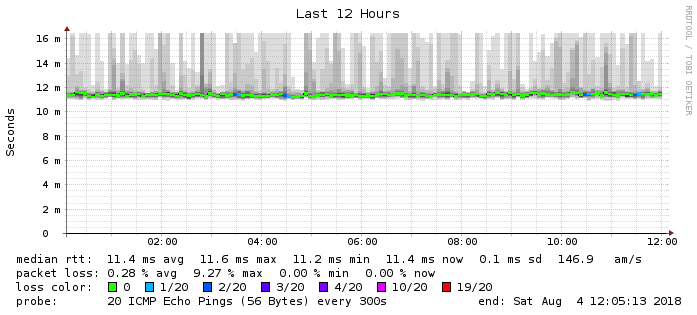 Last 12 Hours
RRDTOOL / TOBI OETIKER
Seconds
16 m
14 m
12 m
10 m
8 m
6 m
4 m
2 m
0
02:00 04:00 06:00 08:00 10:00 12:00
median rtt: 11.4 ms avg 11.6 ms max 11.2 ms min 11.4 ms now 0.1 ms sd 146.9 am/s
packet loss: 0.28 % avg 9.27 % max 0.00 % min 0.00 % now
loss color: 0 1/20 2/20 3/20 4/20 10/20 19/20
probe: 20 ICMP Echo Pings (56 Bytes) every 300s end: Sat Aug 4 12:05:13 2018